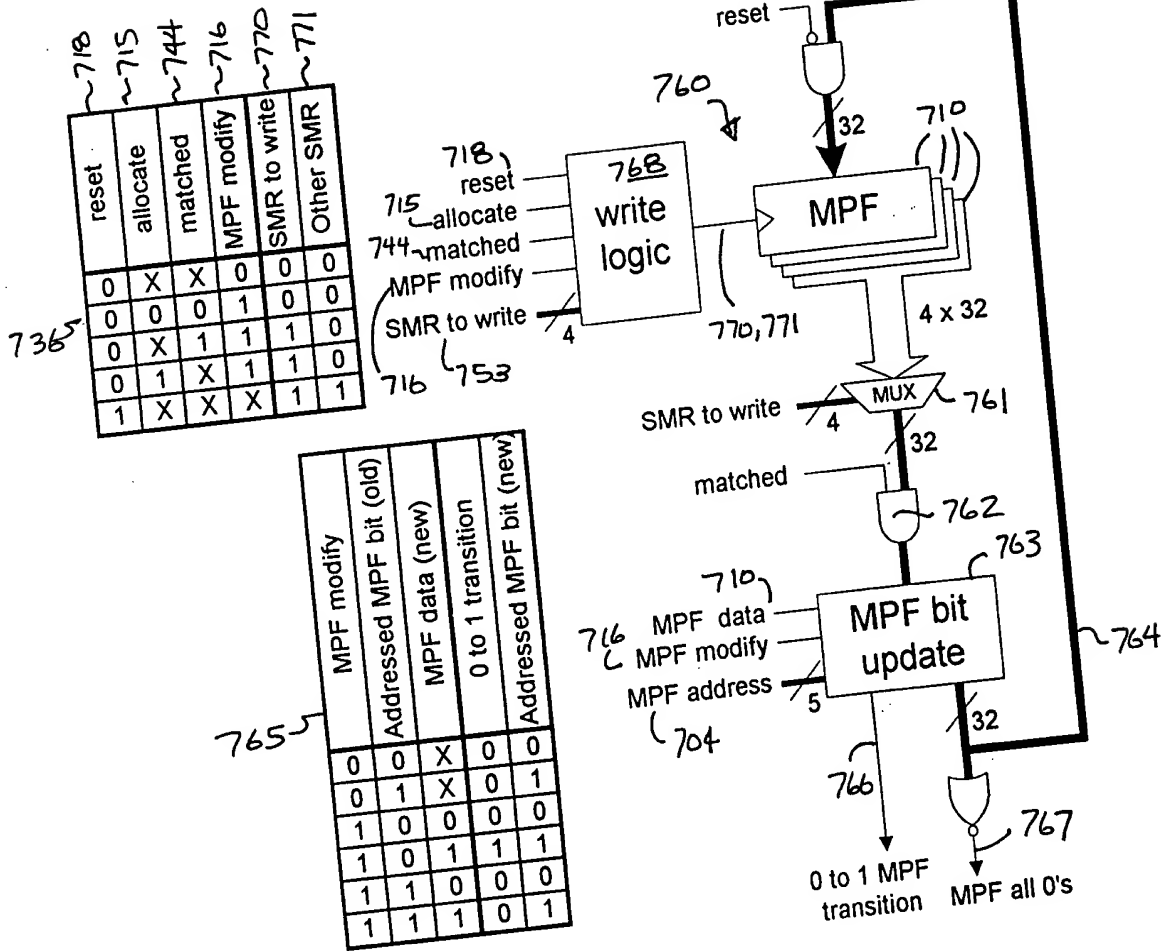 718
715
744
716
770
771
reset
allocate
matched
MPF modify
SMR to write
Other SMR
0 X X 0 0 0
0 0 0 1 0 0
0 X 1 1 1 0
0 1 X 1 1 0
1 X X X 1 1
736
reset
32
760
710
718
reset
715
allocate
744
matched
MPF modify
SMR to write
4
716
753
768
write
logic
770, 771
MPF
4 x 32
SMR to write
4
MUX
761
32
matched
762
763
710
MPF data
716
MPF modify
MPF address
5
704
MPF bit
update
764
32
766
767
0 to 1 MPF
transition
MPF all 0's
765
MPF modify
Addressed MPF bit (old)
MPF data (new)
0 to 1 transition
Addressed MPF bit (new)
0 0 X 0 0
0 1 X 0 1
1 0 0 0 0
1 0 1 1 1
1 1 0 0 0
1 1 1 0 1